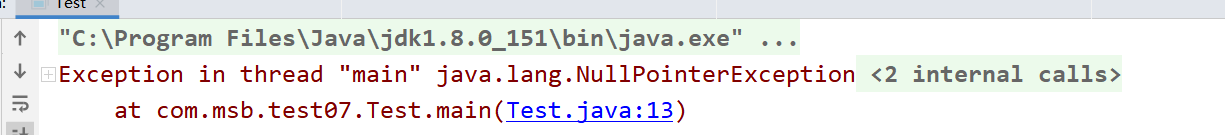 Test
"C:\Program Files\Java\jdk1.8.0_151\bin\java.exe" ...
Exception in thread "main" java.lang.NullPointerException <2 internal calls>
at com.msb.test07.Test.main(Test.java:13)